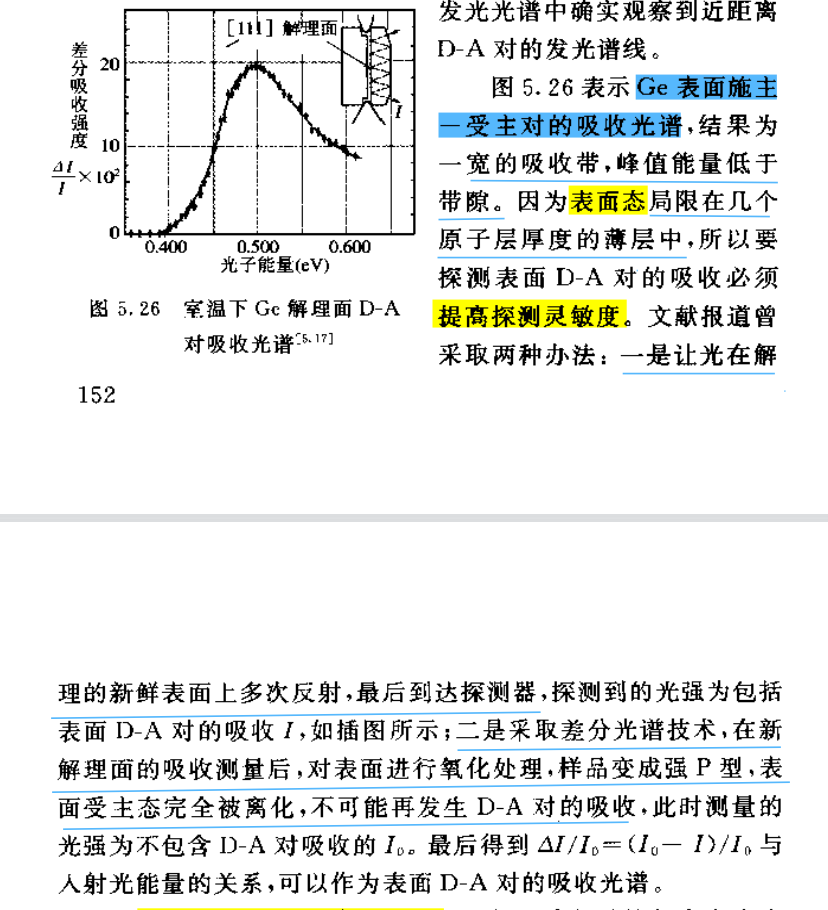 发光光谱中确实观察到近距离
D-A 对的发光谱线。
图 5.26 表示 Ge 表面施主
—受主对的吸收光谱,结果为
一宽的吸收带,峰值能量低于
带隙。因为表面态局限在几个
原子层厚度的薄层中,所以要
探测表面 D-A 对的吸收必须
提高探测灵敏度。文献报道曾
采取两种办法:一是让光在解
[111] 解理面
I
差分吸收强度
ΔI/I ×10²
20
10
0
0.400 0.500 0.600
光子能量(eV)
图 5.26 室温下 Ge 解理面 D-A
对吸收光谱[5.17]
152
理的新鲜表面上多次反射,最后到达探测器,探测到的光强为包括
表面 D-A 对的吸收 I,如插图所示;二是采取差分光谱技术,在新
解理面的吸收测量后,对表面进行氧化处理,样品变成强 P 型,表
面受主态完全被离化,不可能再发生 D-A 对的吸收,此时测量的
光强为不包含 D-A 对吸收的 I₀。最后得到 ΔI/I₀=(I₀— I)/I₀ 与
入射光能量的关系,可以作为表面 D-A 对的吸收光谱。